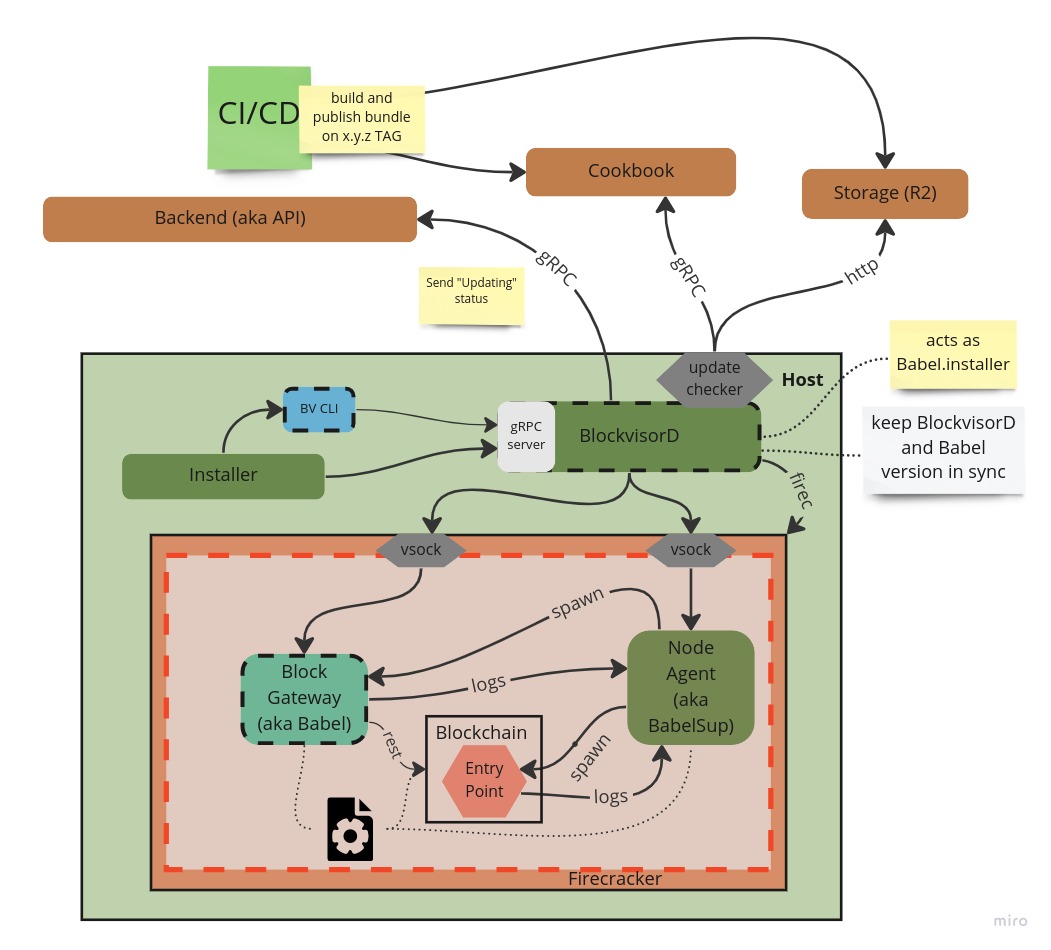 CI/CD
build and
publish bundle
on x.y.z TAG
Cookbook
Storage (R2)
Backend (aka API)
gRPC
gRPC
http
Send "Updating"
status
acts as
Babel.installer
update
checker
Host
BV CLI
gRPC
server
BlockvisorD
keep BlockvisorD
and Babel
version in sync
Installer
firec
vsock
vsock
spawn
Node
Agent
(aka
BabelSup)
Block
Gateway
(aka Babel)
logs
rest
Blockchain
Entry
Point
spawn
logs
Firecracker
miro